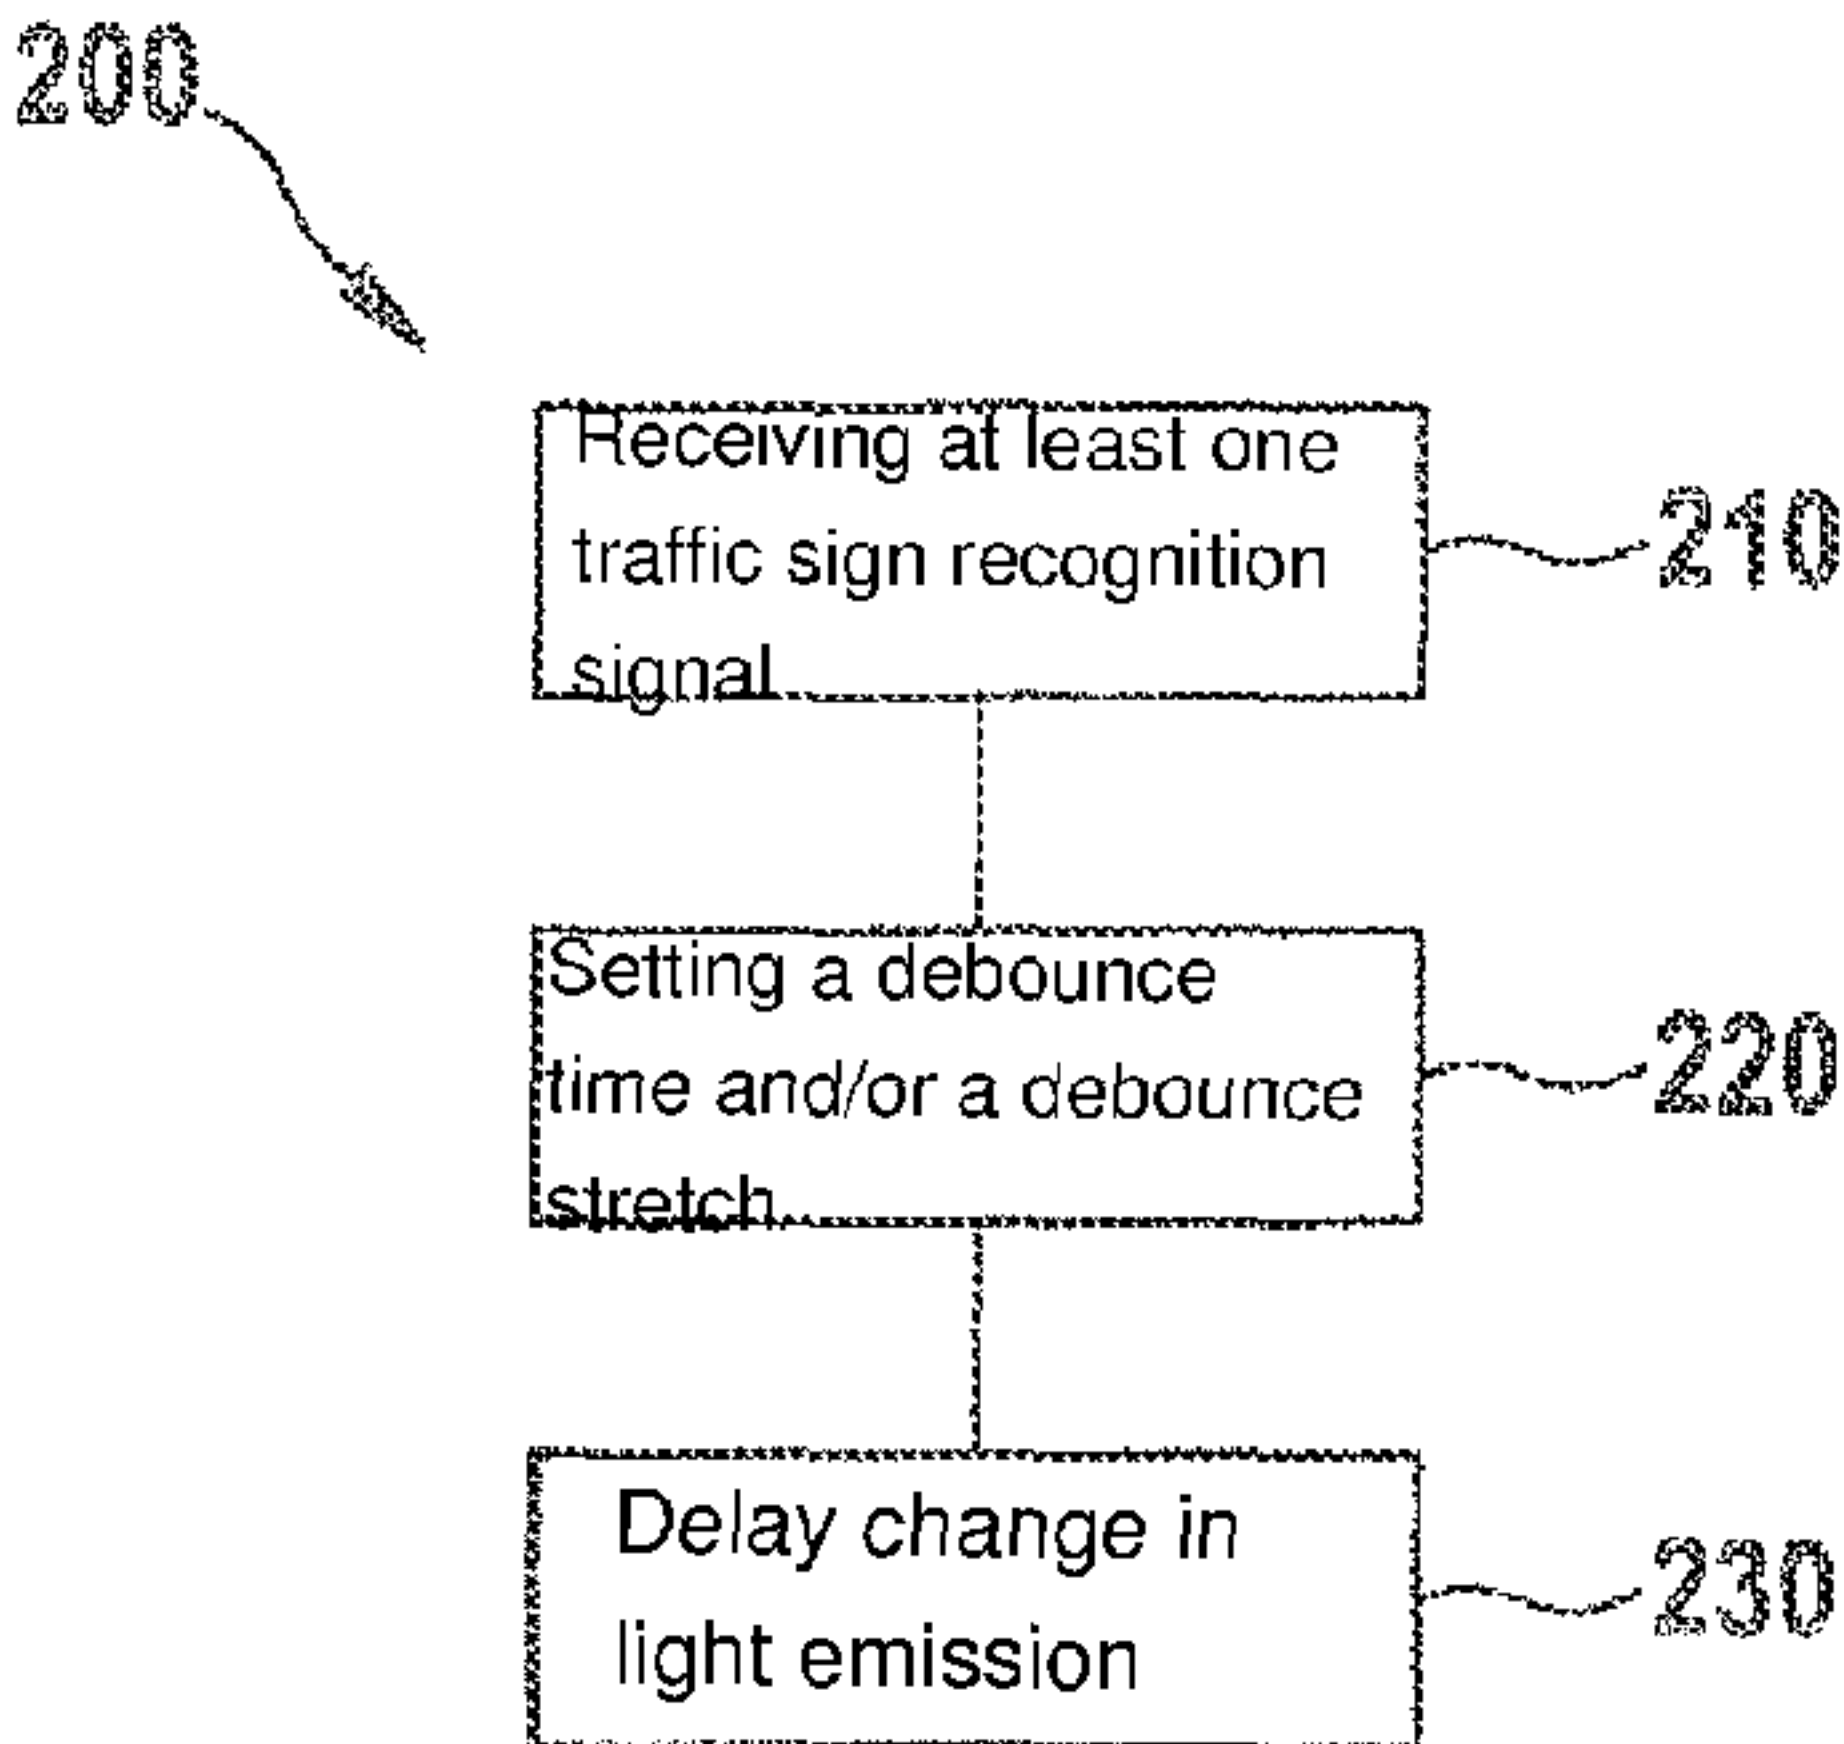 200
Receiving at least one
traffic sign recognition
signal
210
Setting a debounce
time and/or a debounce
stretch
220
Delay change in
light emission
230